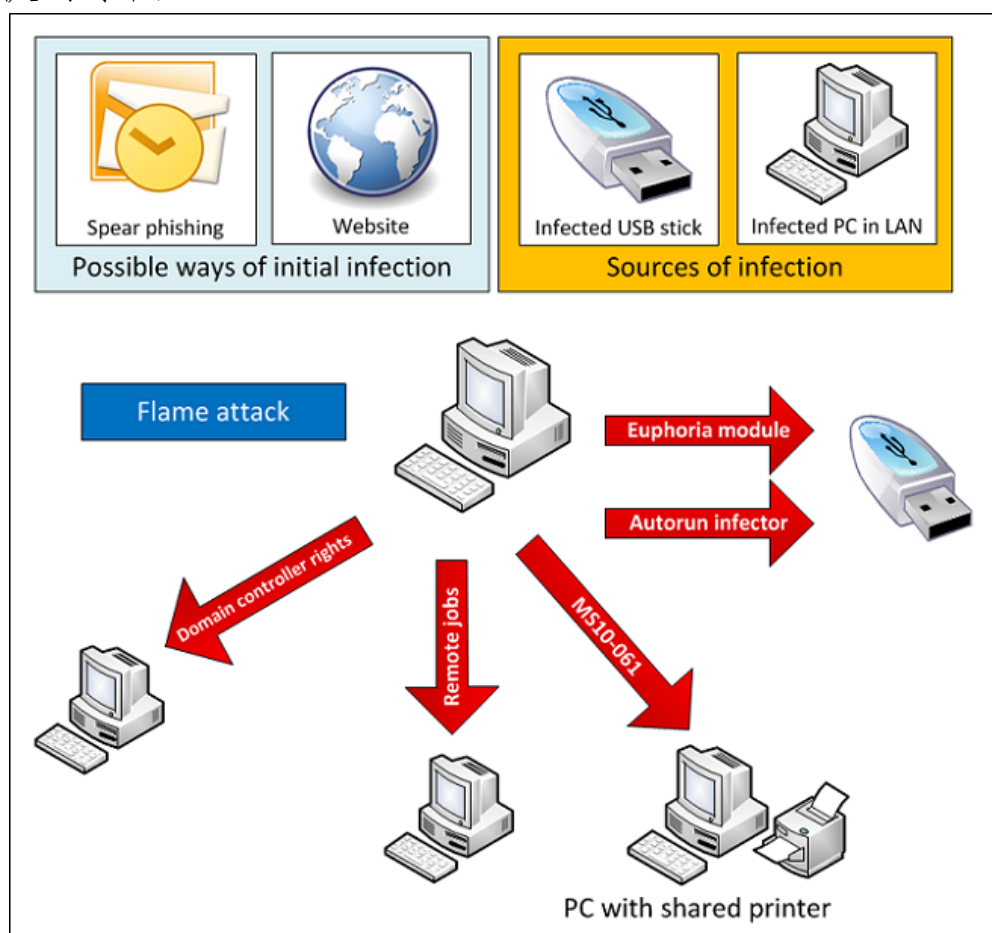 Spear phishing
Website
Possible ways of initial infection
Infected USB stick
Infected PC in LAN
Sources of infection
Flame attack
Euphoria module
Autorun infector
Domain controller rights
Remote jobs
MS10-061
PC with shared printer